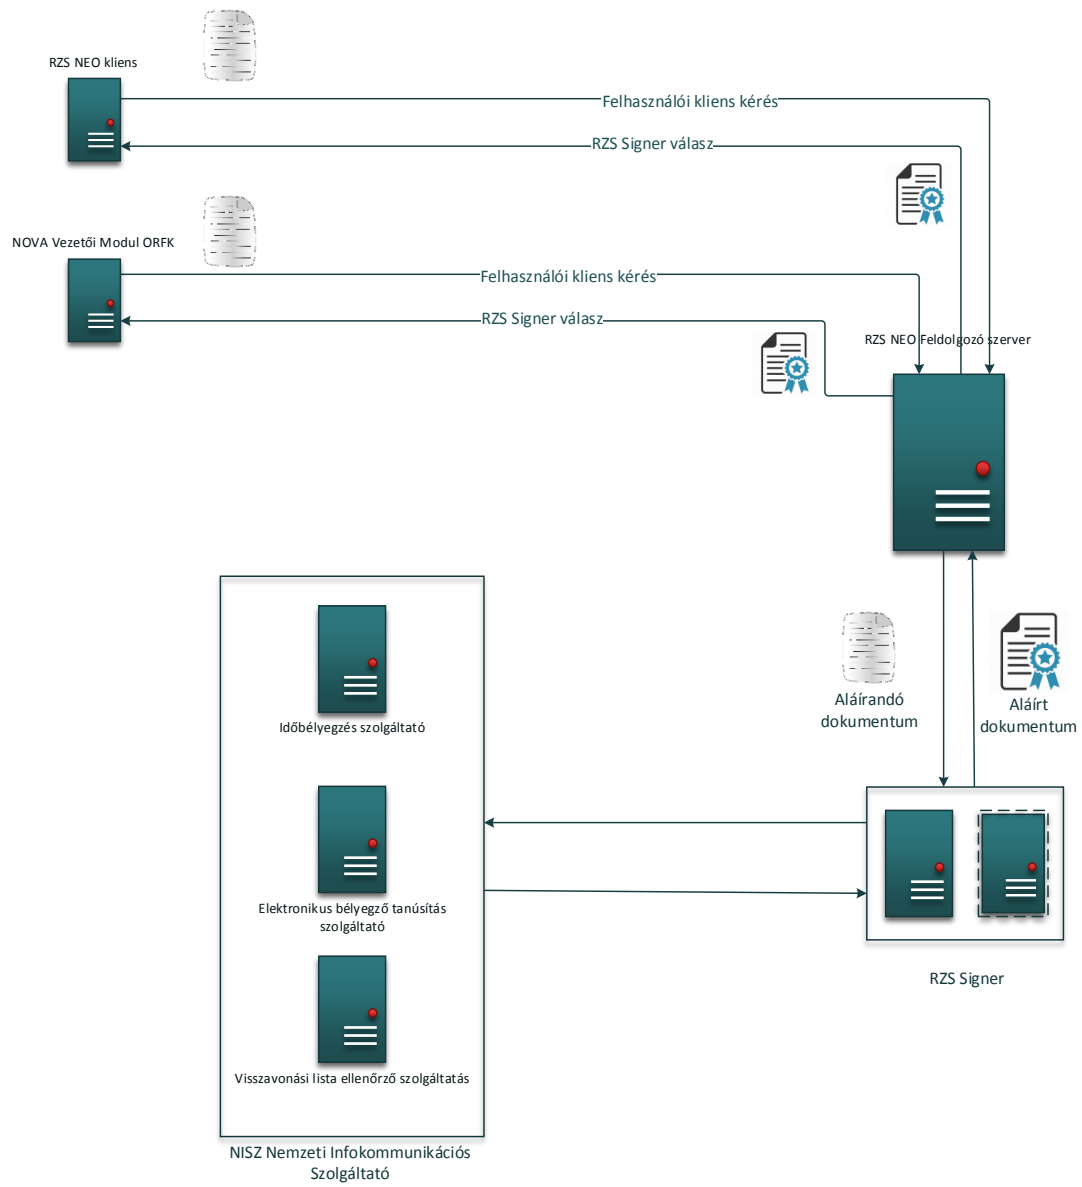 RZS NEO kliens
Felhasználói kliens kérés
RZS Signer válasz
NOVA Vezetői Modul ORFK
Felhasználói kliens kérés
RZS Signer válasz
RZS NEO Feldolgozó szerver
Aláírandó
dokumentum
Aláírt
dokumentum
Időbélyegzés szolgáltató
Elektronikus bélyegző tanúsítás
szolgáltató
RZS Signer
Visszavonási lista ellenőrző szolgáltatás
NISZ Nemzeti Infokommunikációs
Szolgáltató